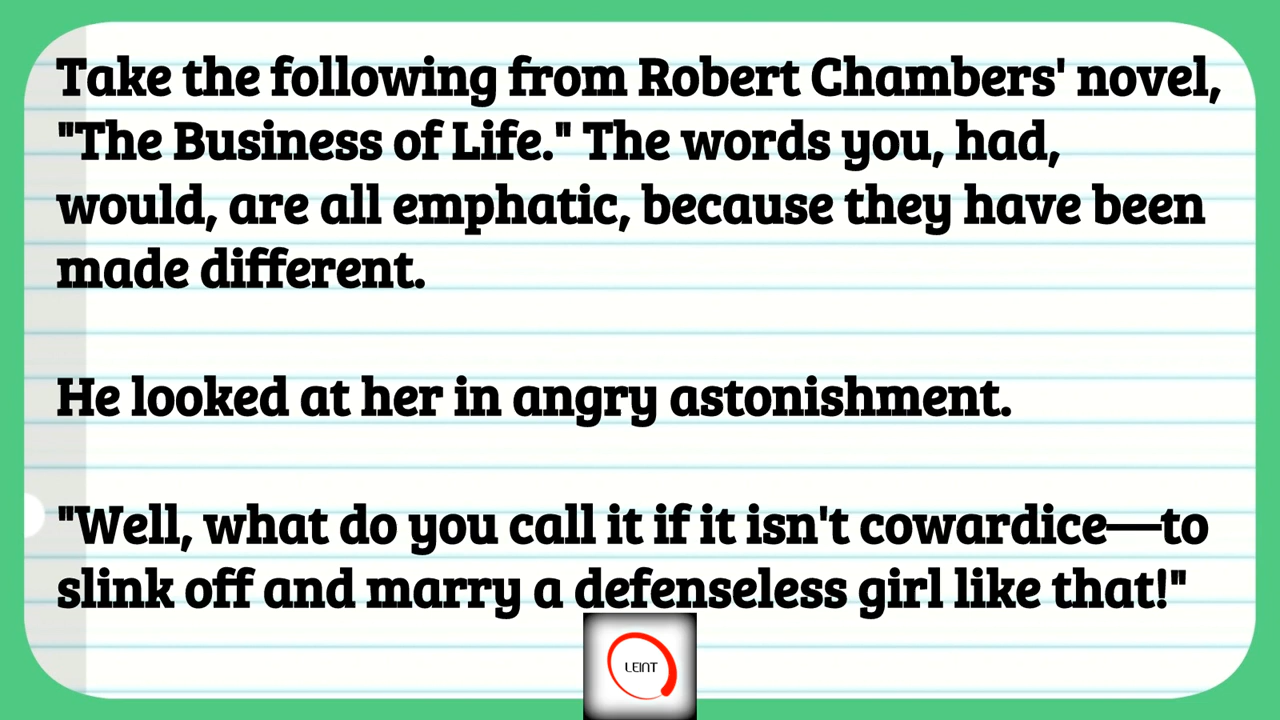 Take the following from Robert Chambers' novel,
"The Business of Life." The words you, had,
would, are all emphatic, because they have been
made different.
He looked at her in angry astonishment.
"Well, what do you call it if it isn't cowardice—to
slink off and marry a defenseless girl like that!"
LEINT